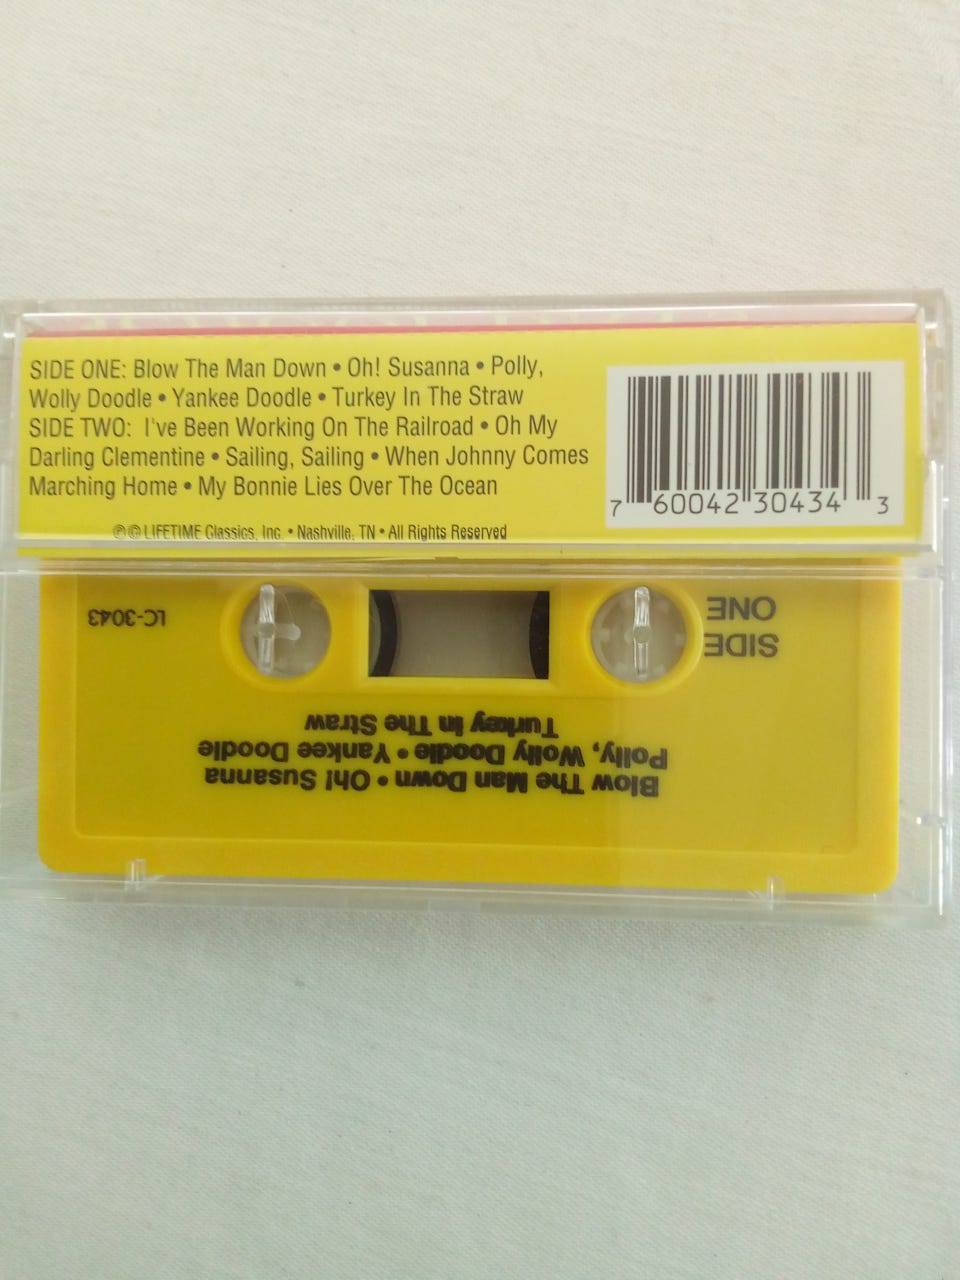 SIDE ONE: Blow The Man Down • Oh! Susanna • Polly,
Wolly Doodle • Yankee Doodle • Turkey In The Straw
SIDE TWO: I've Been Working On The Railroad • Oh My
Darling Clementine • Sailing, Sailing • When Johnny Comes
Marching Home • My Bonnie Lies Over The Ocean
℗ © LIFETIME Classics, Inc. • Nashville, TN • All Rights Reserved
7 60042 30434 3
SIDE
ONE
LC-3043
Blow The Man Down • Oh! Susanna
Polly, Wolly Doodle • Yankee Doodle
Turkey In The Straw